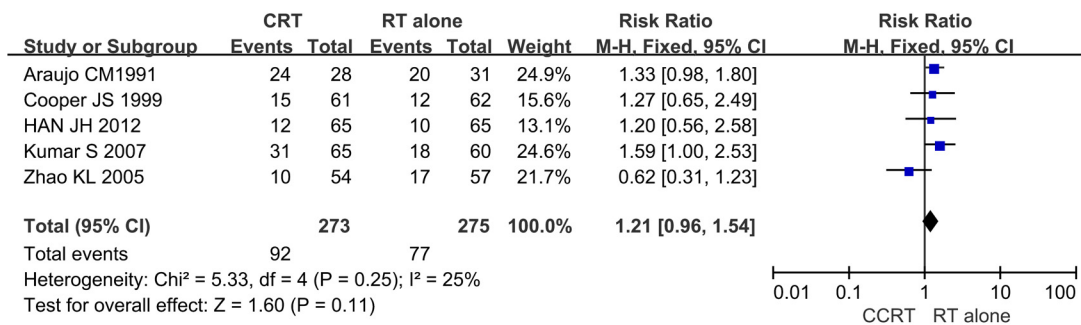 CRT RT alone Risk Ratio Risk Ratio
Study or Subgroup Events Total Events Total Weight M-H, Fixed, 95% CI M-H, Fixed, 95% CI
Araujo CM1991 24 28 20 31 24.9% 1.33 [0.98, 1.80]
Cooper JS 1999 15 61 12 62 15.6% 1.27 [0.65, 2.49]
HAN JH 2012 12 65 10 65 13.1% 1.20 [0.56, 2.58]
Kumar S 2007 31 65 18 60 24.6% 1.59 [1.00, 2.53]
Zhao KL 2005 10 54 17 57 21.7% 0.62 [0.31, 1.23]
Total (95% CI) 273 275 100.0% 1.21 [0.96, 1.54]
Total events 92 77
Heterogeneity: Chi² = 5.33, df = 4 (P = 0.25); I² = 25%
Test for overall effect: Z = 1.60 (P = 0.11)
0.01 0.1 1 10 100
CCRT RT alone